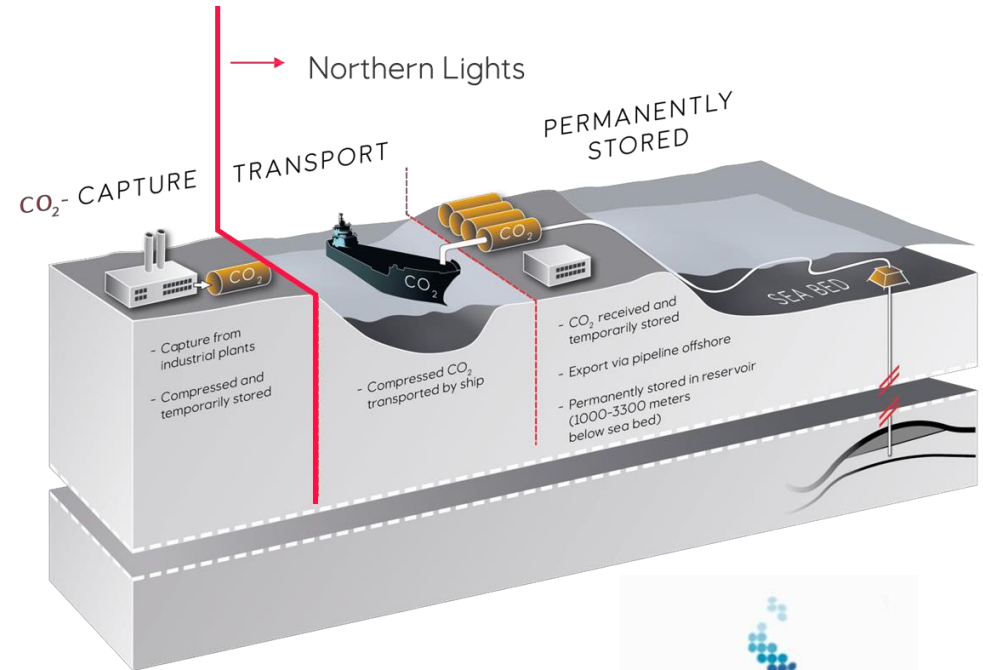 Northern Lights
CO₂- CAPTURE
TRANSPORT
PERMANENTLY
STORED
CO₂
CO₂
CO₂
SEA BED
- Capture from
industrial plants
- Compressed and
temporarily stored
- Compressed CO₂
transported by ship
- CO₂ received and
temporarily stored
- Export via pipeline offshore
- Permanently stored in reservoir
(1000-3300 meters
below sea bed)